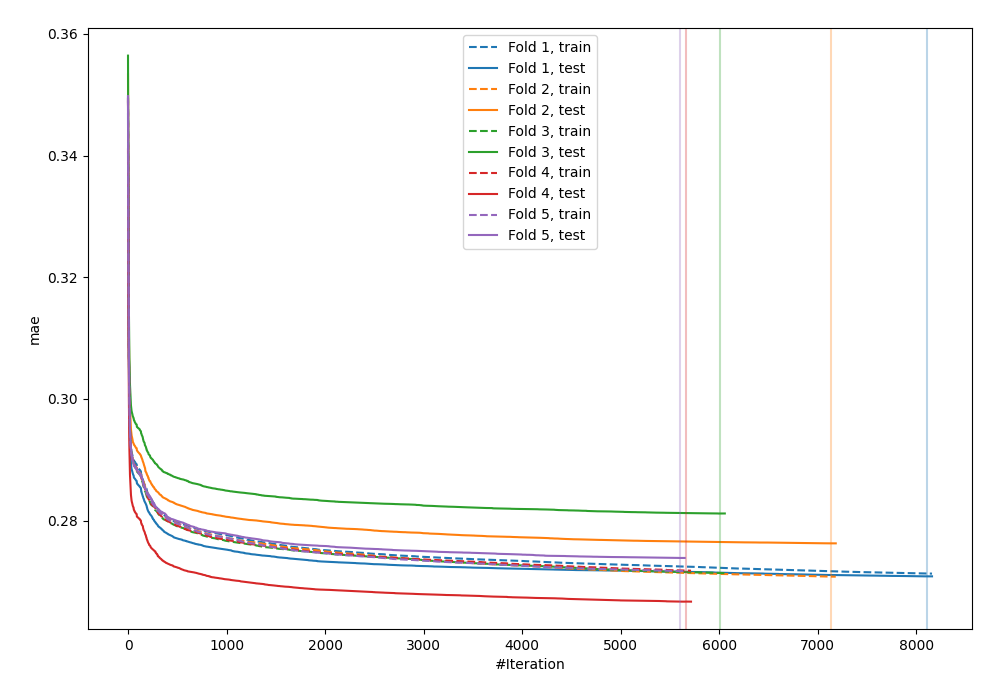 0.36
0.34
0.32
0.30
0.28
mae
Fold 1, train
Fold 1, test
Fold 2, train
Fold 2, test
Fold 3, train
Fold 3, test
Fold 4, train
Fold 4, test
Fold 5, train
Fold 5, test
0 1000 2000 3000 4000 5000 6000 7000 8000
#Iteration